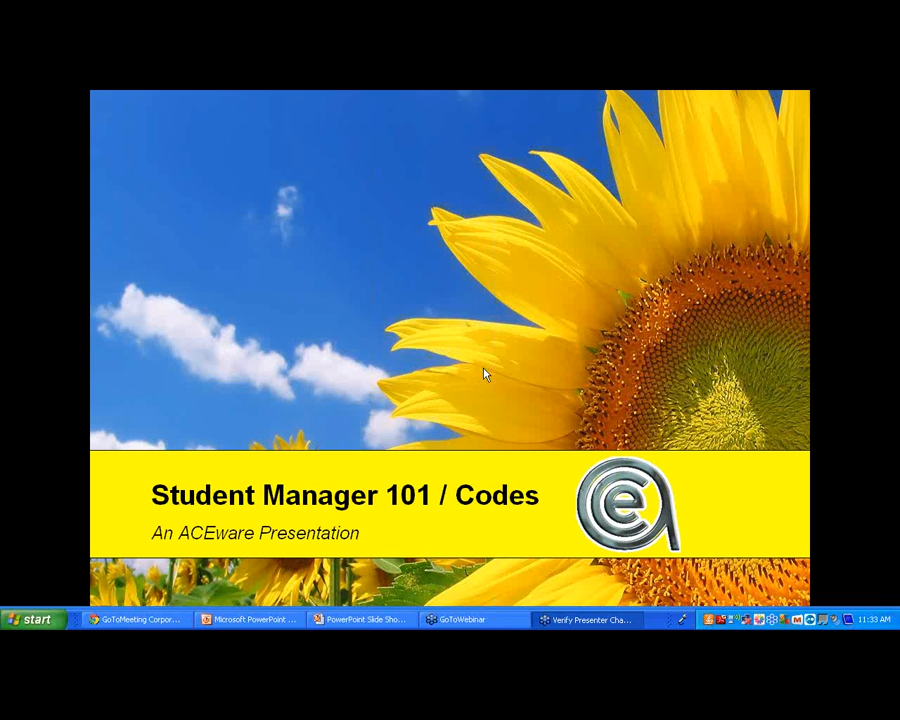 Student Manager 101 / Codes
An ACEware Presentation
start
GoToMeeting Corpor...
Microsoft PowerPoint ...
PowerPoint Slide Sho...
GoToWebinar
Verify Presenter Cha...
11:33 AM